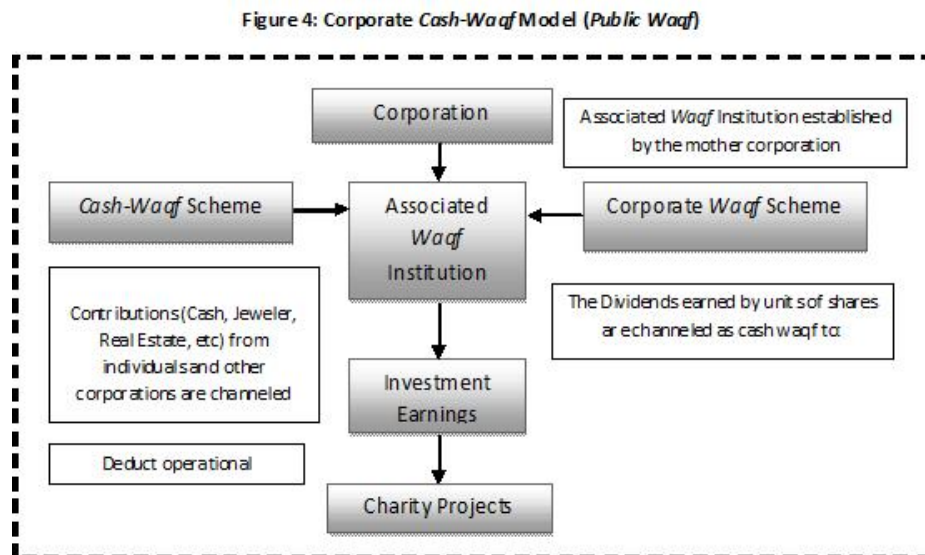 Figure 4: Corporate Cash-Waqf Model (Public Waqf)
Corporation
Associated Waqf Institution established
by the mother corporation
Cash-Waqf Scheme
Associated
Waqf
Institution
Corporate Waqf Scheme
Contributions (Cash, Jeweler,
Real Estate, etc) from
individuals and other
corporations are channeled
The Dividends earned by units of shares
are channeled as cash waqf to:
Investment
Earnings
Deduct operational
Charity Projects